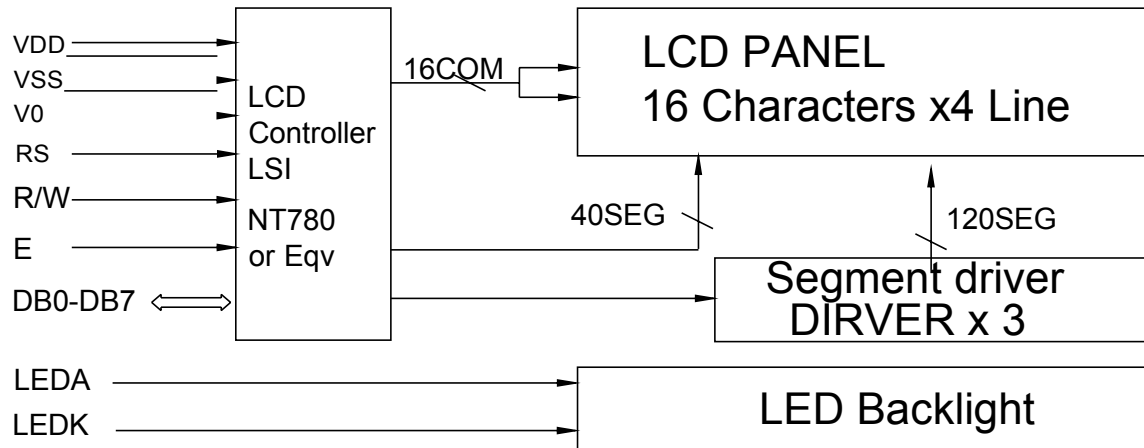 VDD
VSS
V0
RS
R/W
E
DB0-DB7
LEDA
LEDK
LCD
Controller
LSI
NT780
or Eqv
16COM
LCD PANEL
16 Characters x4 Line
40SEG
120SEG
Segment driver
DIRVER x 3
LED Backlight